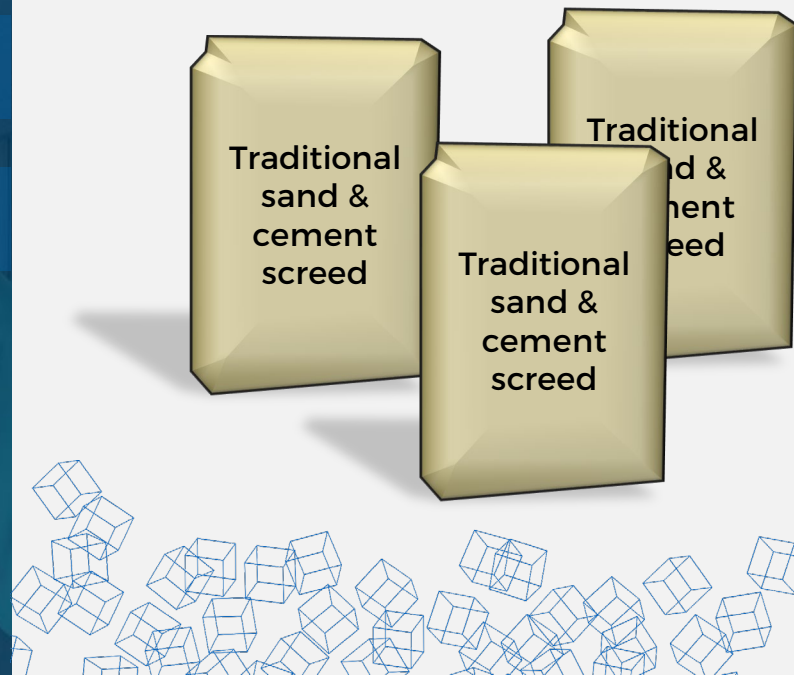 Traditional
sand &
cement
screed
Traditional
sand &
cement
screed
Traditional
&